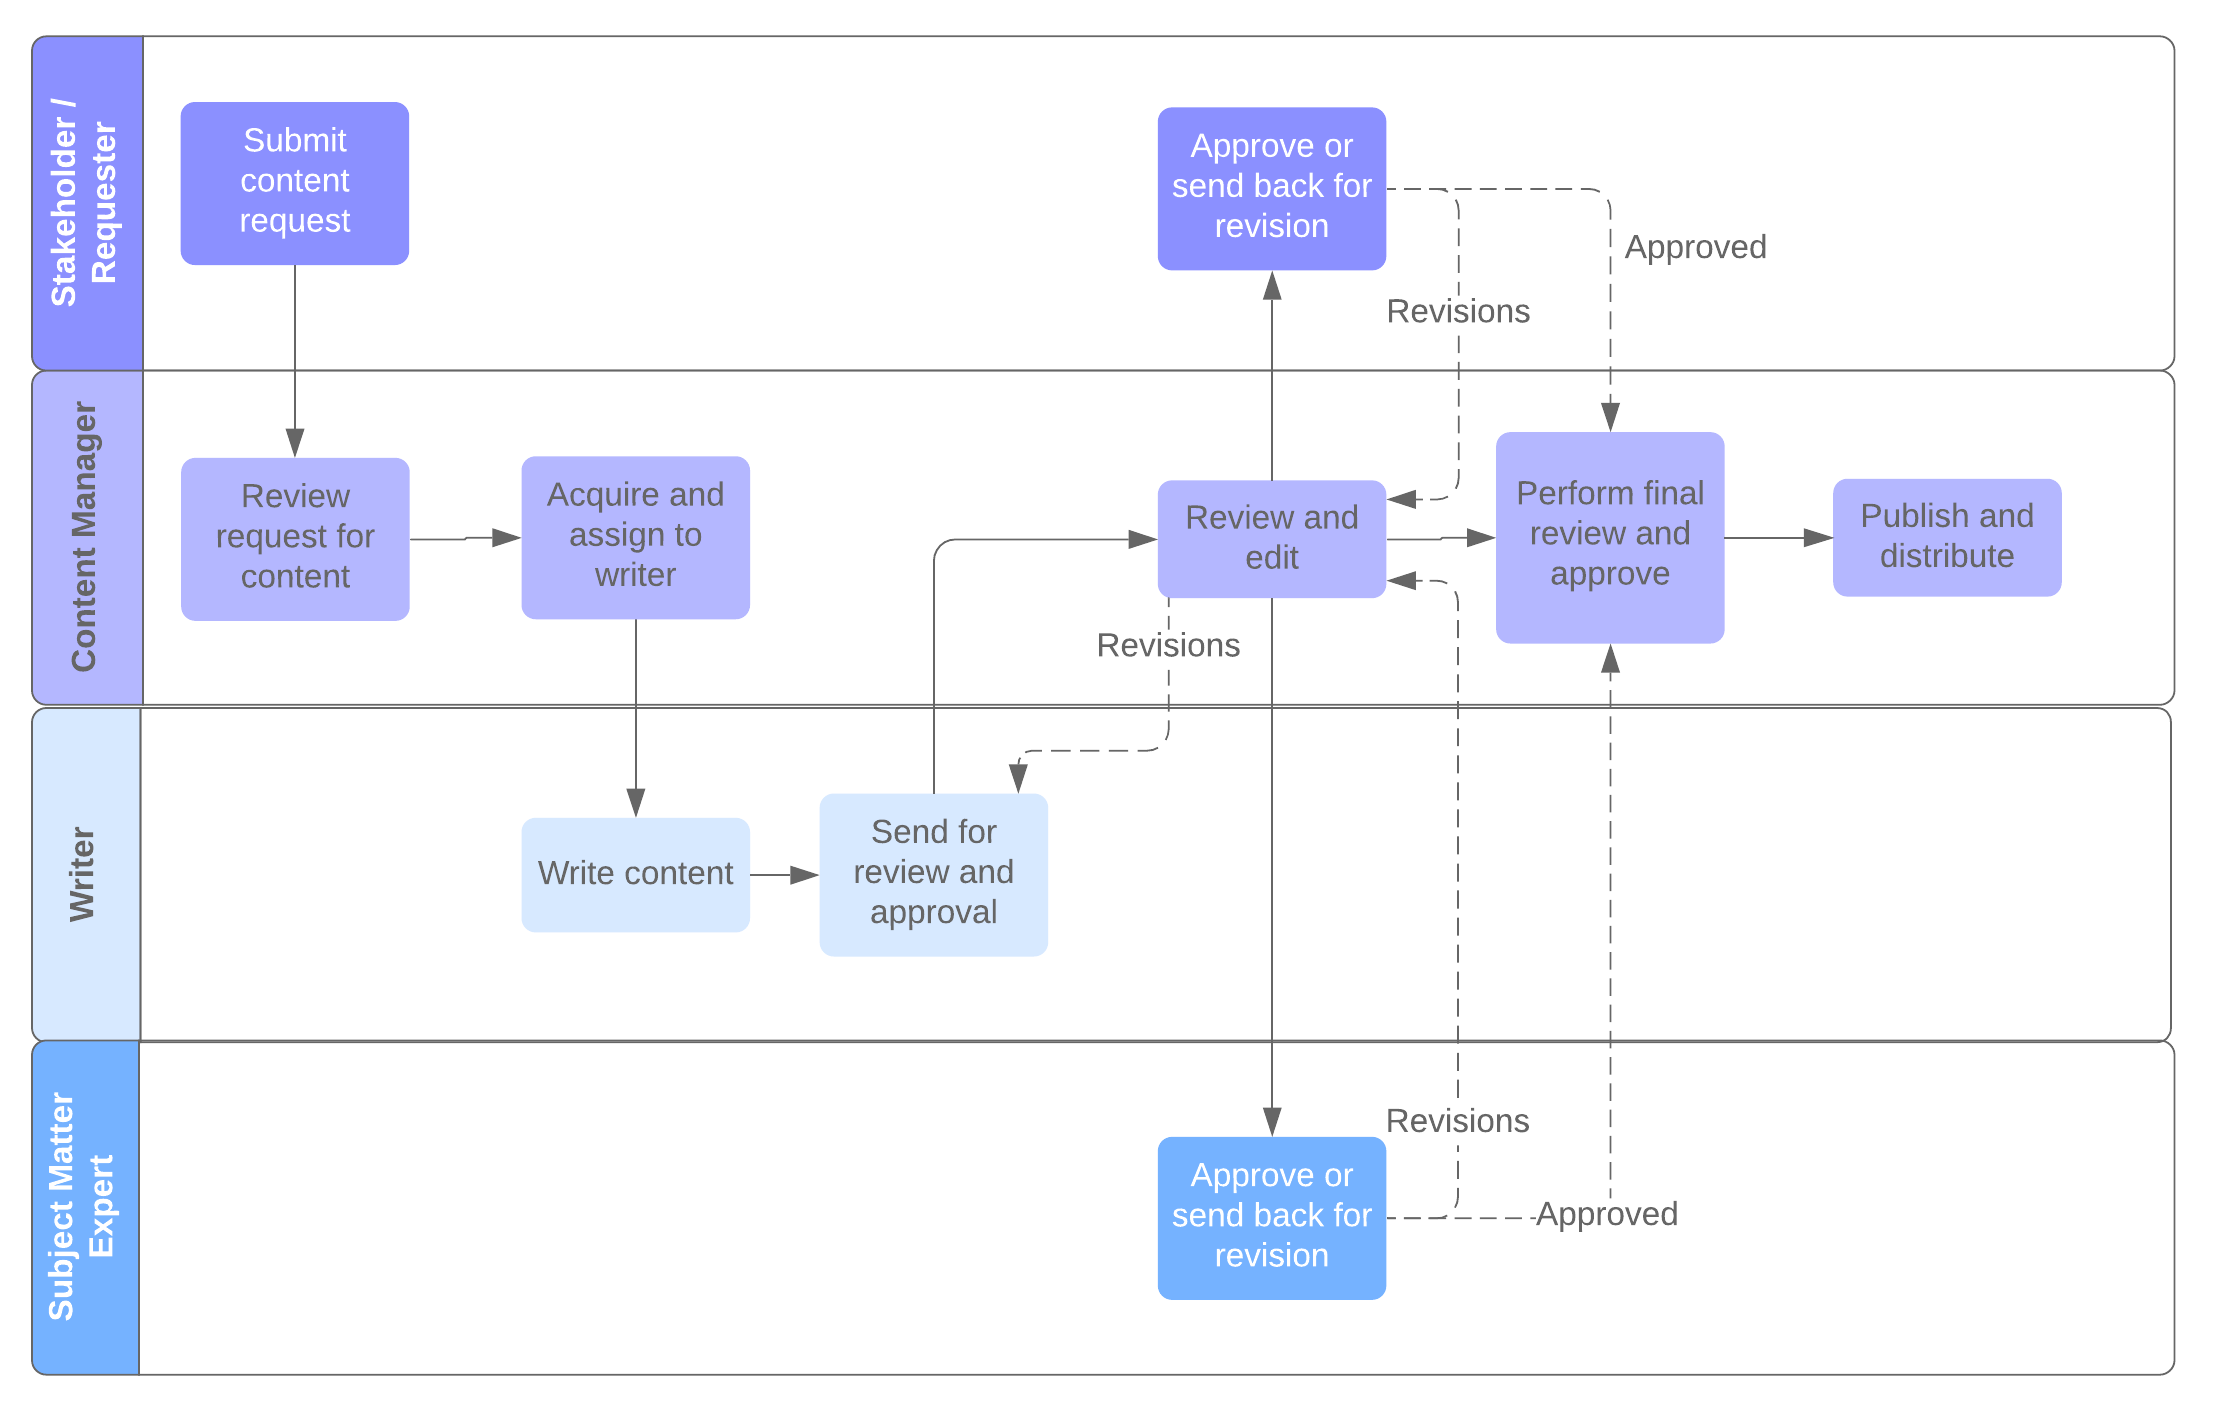 Stakeholder /
Requester
Submit
content
request
Approve or
send back for
revision
Approved
Revisions
Content Manager
Review
request for
content
Acquire and
assign to
writer
Review and
edit
Perform final
review and
approve
Publish and
distribute
Revisions
Writer
Write content
Send for
review and
approval
Subject Matter
Expert
Revisions
Approve or
send back for
revision
Approved